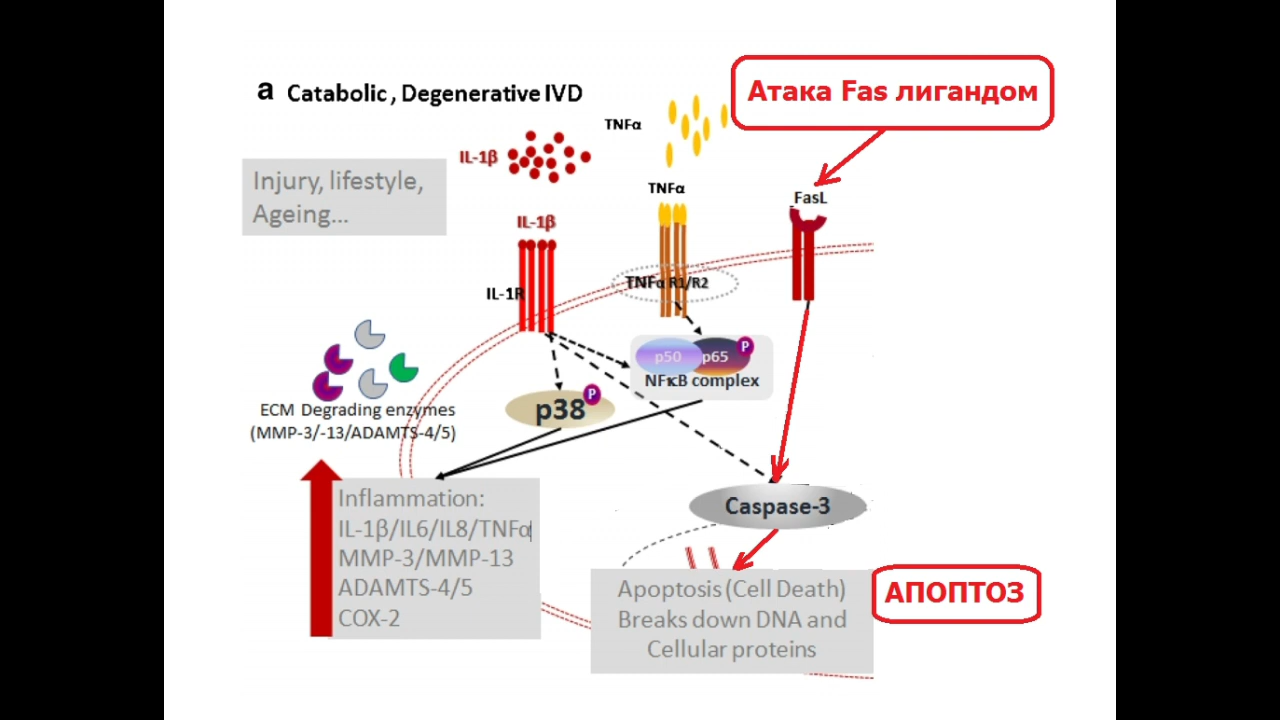 a Catabolic , Degenerative IVD
Атака Fas лигандом
TNFα
IL-1β
Injury, lifestyle,
Ageing...
TNFα
FasL
IL-1β
TNFα R1/R2
IL-1R
p50 p65 P
NFκB complex
p38 P
ECM Degrading enzymes
(MMP-3/-13/ADAMTS-4/5)
Inflammation:
IL-1β/IL6/IL8/TNFα
MMP-3/MMP-13
ADAMTS-4/5
COX-2
Caspase-3
Apoptosis (Cell Death)
Breaks down DNA and
Cellular proteins
АПОПТОЗ